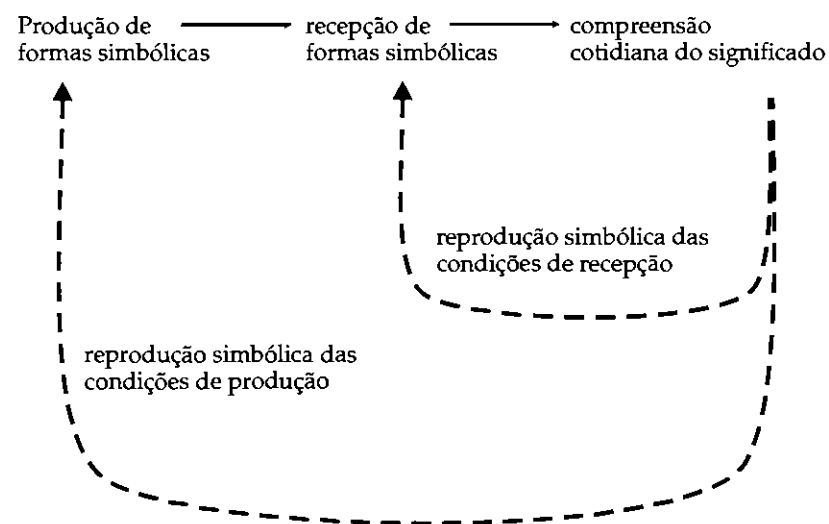 Produção de
formas simbólicas
recepção de
formas simbólicas
compreensão
cotidiana do significado
reprodução simbólica das
condições de recepção
reprodução simbólica das
condições de produção